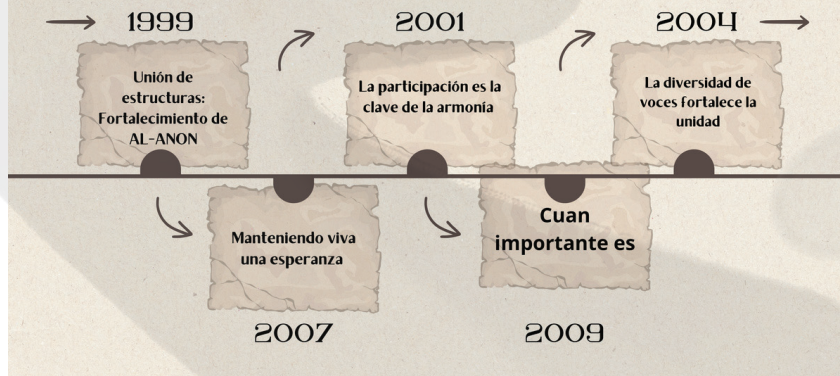 1999
Unión de
estructuras:
Fortalecimiento de
AL-ANON
2001
La participación es la
clave de la armonía
2004
La diversidad de
voces fortalece la
unidad
Manteniendo viva
una esperanza
2007
Cuan
importante es
2009